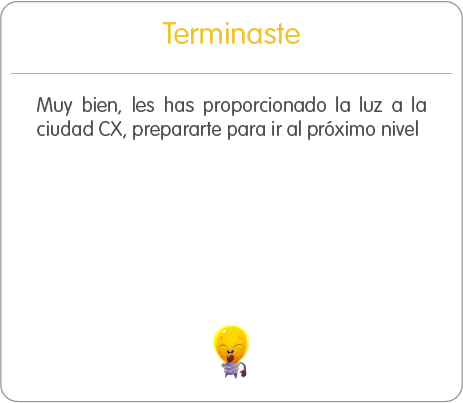 Terminaste
Muy bien, les has proporcionado la luz a la
ciudad CX, prepararte para ir al próximo nivel